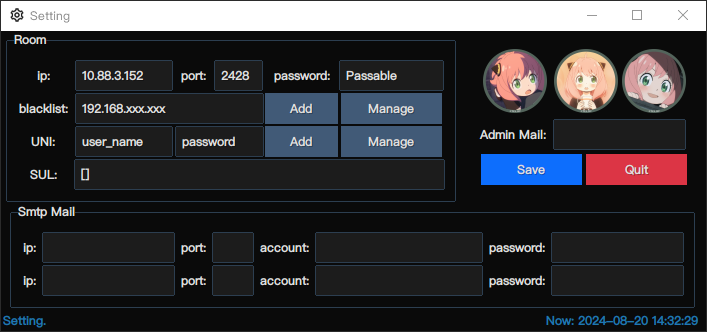 Setting
Room
ip: 10.88.3.152 port: 2428 password: Passable
blacklist: 192.168.xxx.xxx Add Manage
UNI: user_name password Add Manage
SUL: []
Admin Mail:
Save Quit
Smtp Mail
ip: port: account: password:
ip: port: account: password:
Setting. Now: 2024-08-20 14:32:29